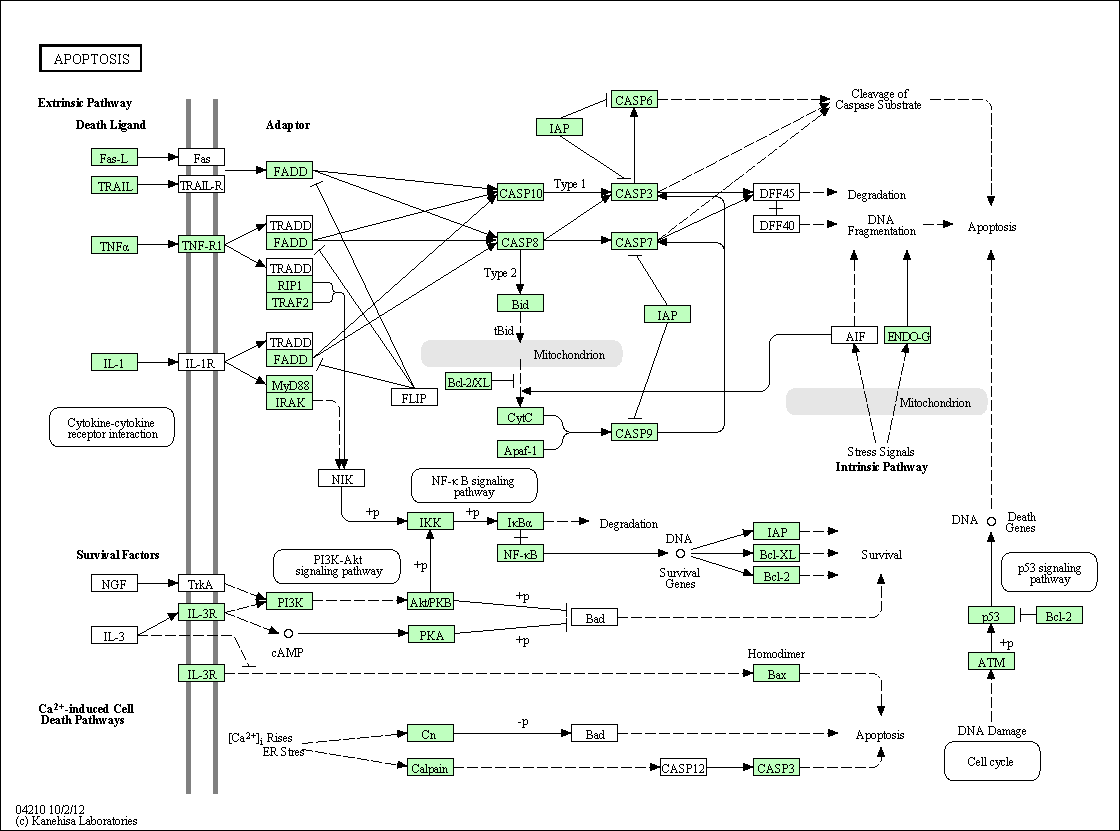 APOPTOSIS
Extrinsic Pathway
Death Ligand
Adaptor
CASP6
Cleavage of
Caspase Substrate
IAP
Fas-L
Fas
FADD
TRAIL
TRAIL-R
CASP10
Type 1
CASP3
DFF45
Degradation
TRADD
DFF40
DNA
Fragmentation
Apoptosis
TNFα
TNF-R1
FADD
CASP8
CASP7
TRADD
RIP1
TRAF2
Type 2
Bid
IAP
tBid
TRADD
FADD
IL-1
IL-1R
MyD88
IRAK
FLIP
Mitochondrion
Bcl-2/XL
CytC
CASP9
Apaf-1
AIF
ENDO-G
Mitochondrion
Stress Signals
Intrinsic Pathway
Cytokine-cytokine
receptor interaction
NIK
NF-κ B signaling
pathway
+p
IKK
+p
IκBα
Degradation
NF-κB
DNA
Survival
Genes
IAP
Bcl-XL
Bcl-2
Survival
DNA
Death
Genes
Survival Factors
PI3K-Akt
signaling pathway
+p
p53 signaling
pathway
NGF
TrkA
PI3K
Akt/PKB
+p
Bad
IL-3R
IL-3
cAMP
PKA
+p
p53
Bcl-2
+p
ATM
IL-3R
Homodimer
Bax
DNA Damage
Cell cycle
Ca2+-induced Cell
Death Pathways
[Ca2+]i Rises
ER Stres
Cn
-p
Bad
Apoptosis
Calpain
CASP12
CASP3
04210 10/2/12
(c) Kanehisa Laboratories